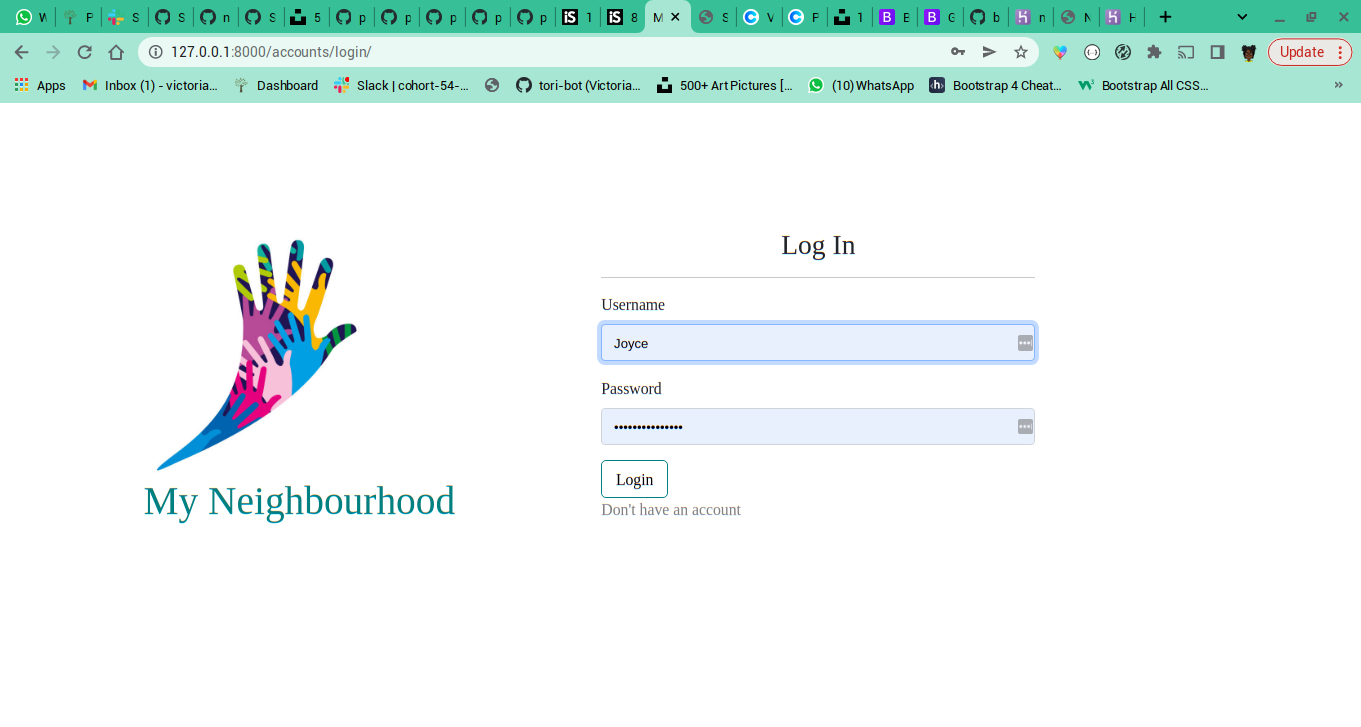 W P S S n S 5 p p p p p 1 8 M S V P 1 B G b n N H
127.0.0.1:8000/accounts/login/
Update
Apps Inbox (1) - victoria... Dashboard Slack | cohort-54-... tori-bot (Victoria... 500+ Art Pictures [... (10) WhatsApp Bootstrap 4 Cheat... Bootstrap All CSS...
Log In
Username
Joyce
Password
Login
Don't have an account
My Neighbourhood